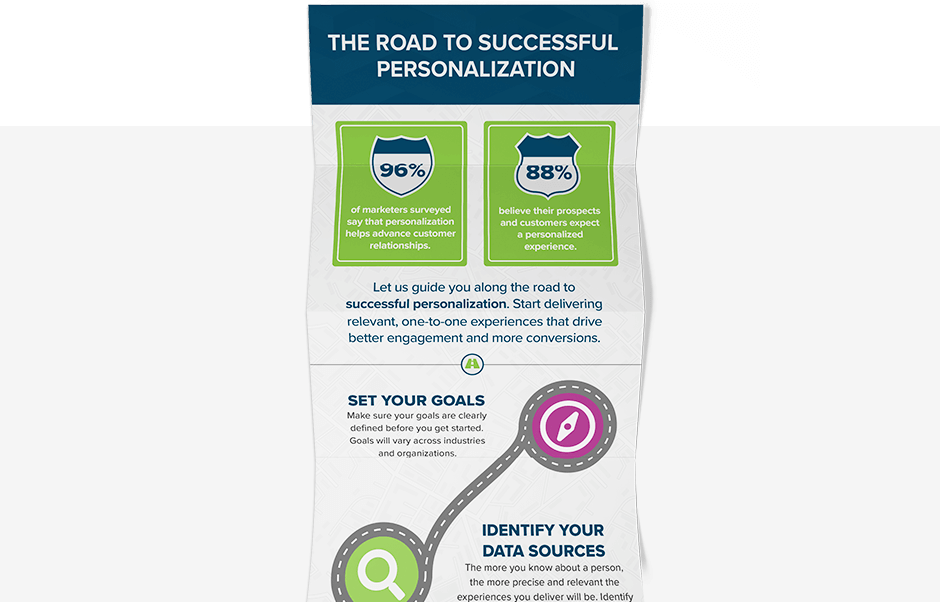 THE ROAD TO SUCCESSFUL
PERSONALIZATION
96%
of marketers surveyed
say that personalization
helps advance customer
relationships.
88%
believe their prospects
and customers expect
a personalized
experience.
Let us guide you along the road to
successful personalization. Start delivering
relevant, one-to-one experiences that drive
better engagement and more conversions.
SET YOUR GOALS
Make sure your goals are clearly
defined before you get started.
Goals will vary across industries
and organizations.
IDENTIFY YOUR
DATA SOURCES
The more you know about a person,
the more precise and relevant the
experiences you deliver will be. Identify